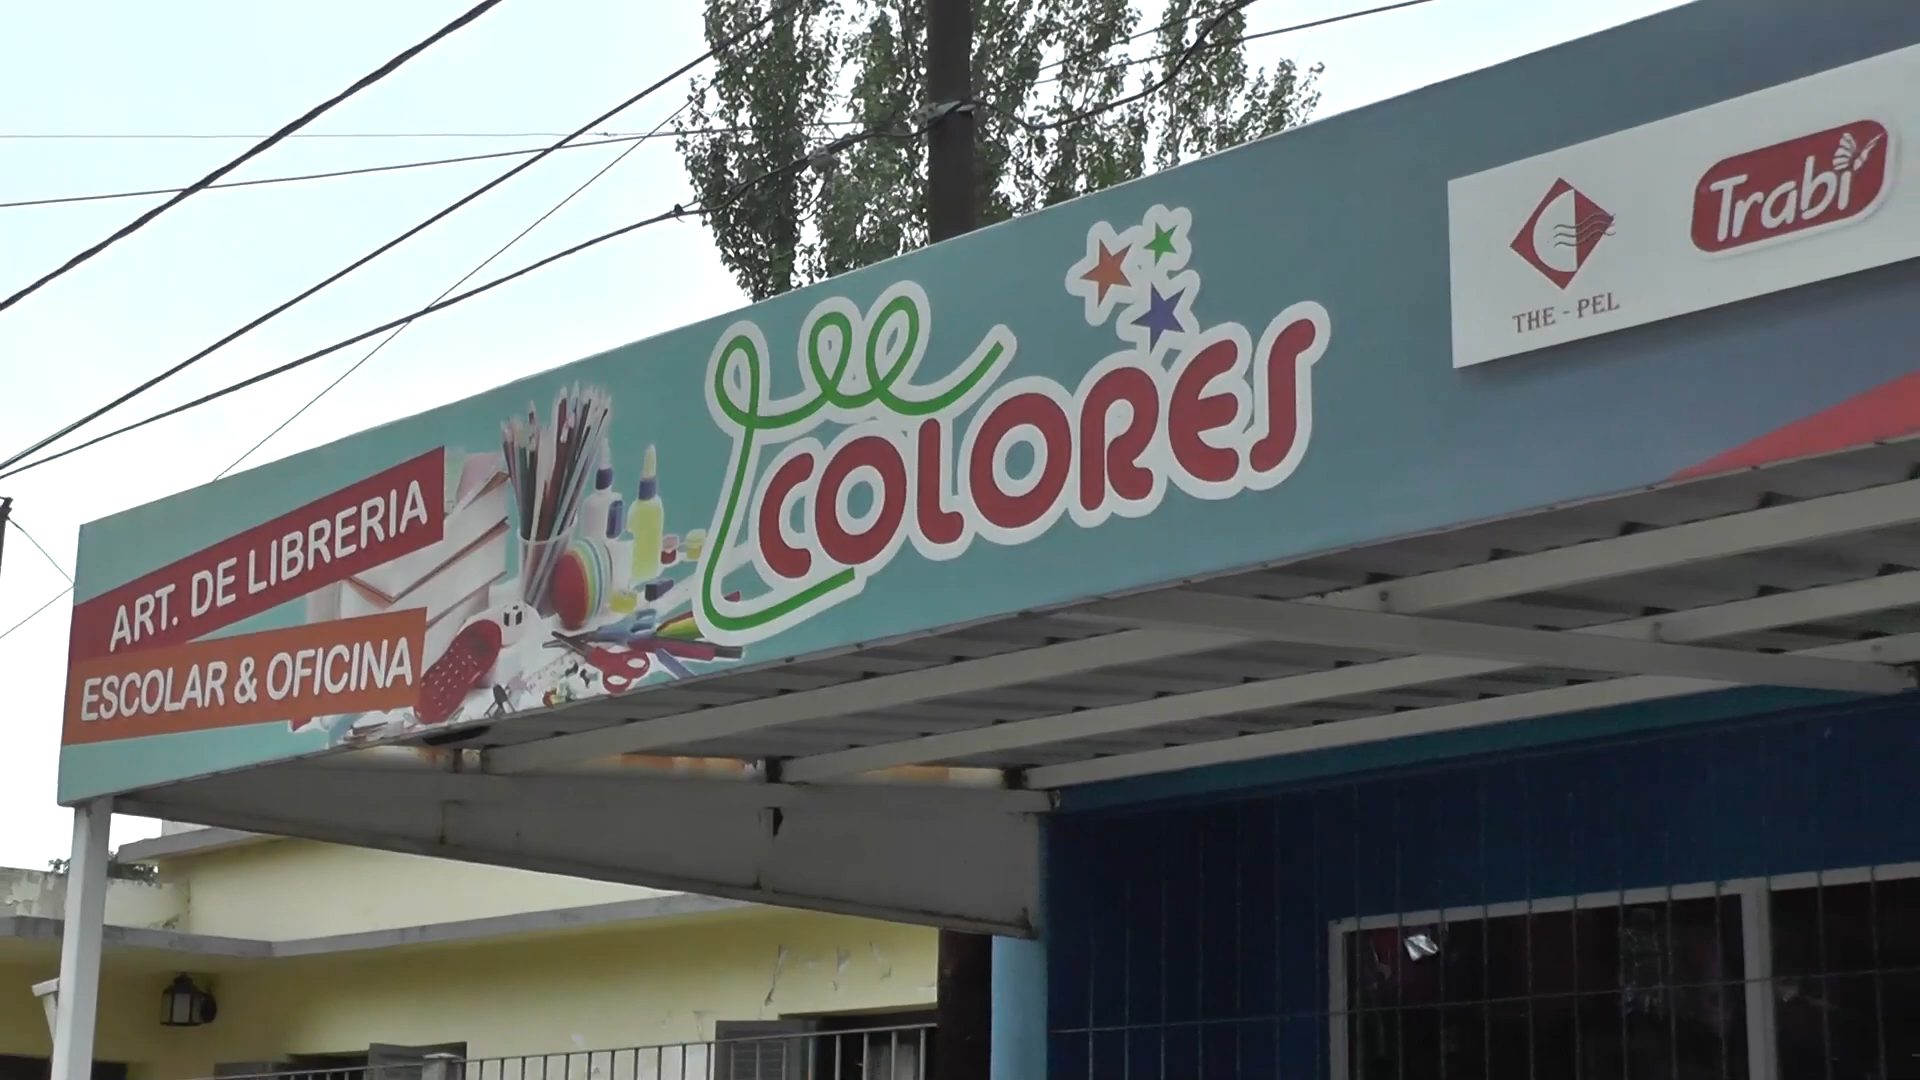 ART. DE LIBRERIA
ESCOLAR & OFICINA
COLORES
THE - PEL
Trabi